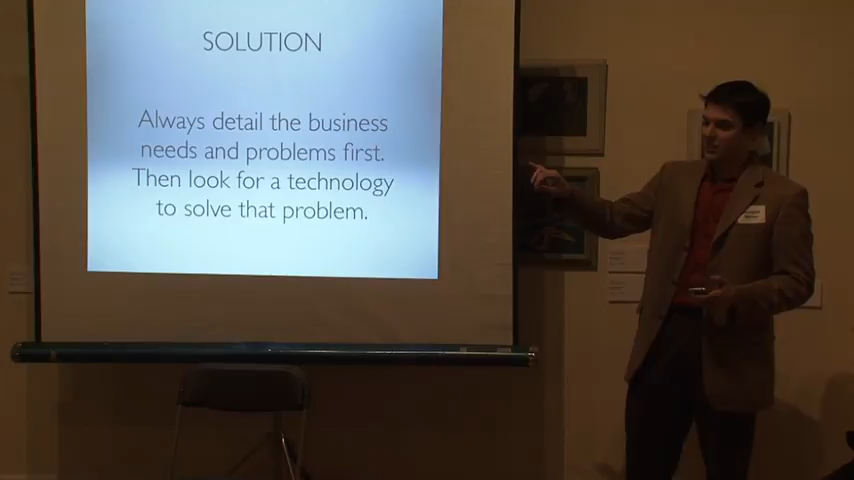 SOLUTION
Always detail the business
needs and problems first.
Then look for a technology
to solve that problem.